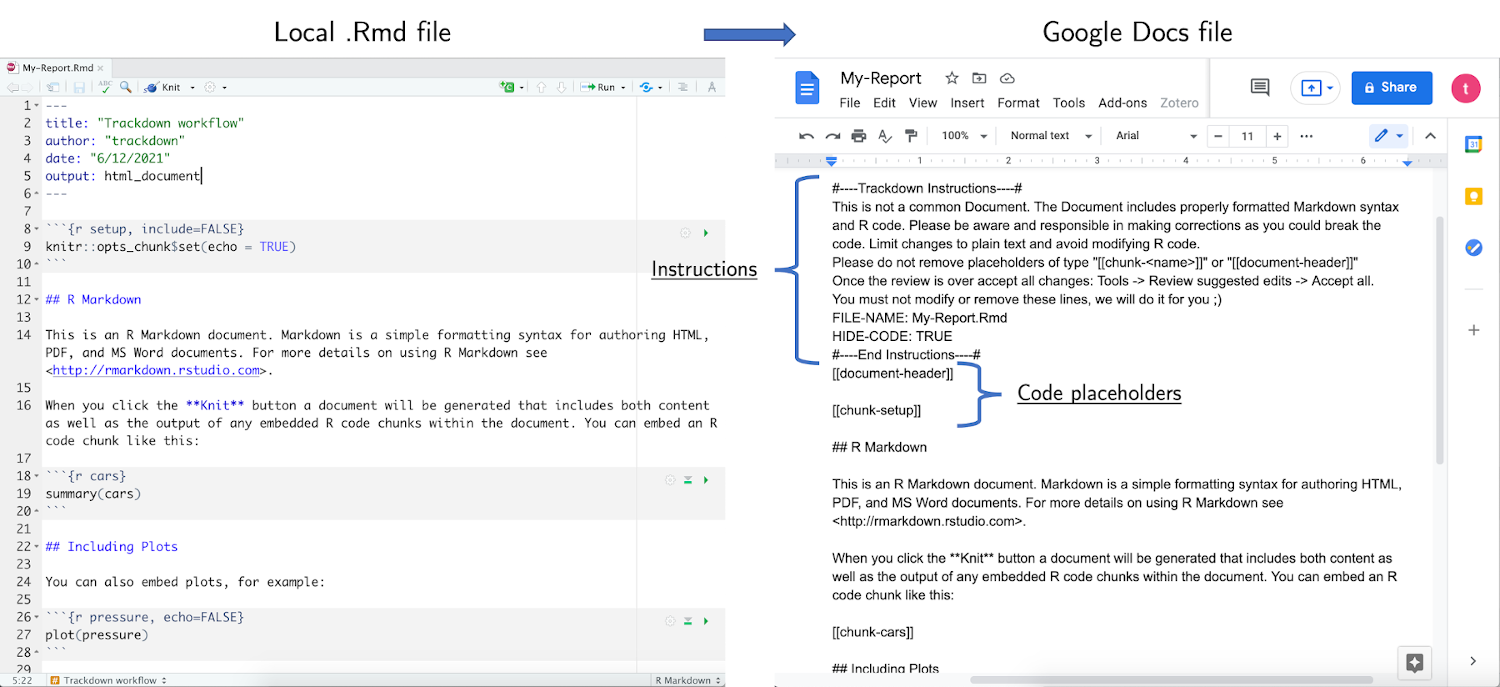 Local .Rmd file
Google Docs file
My-Report.Rmd
ABC
Knit
Run
1 ---
2 title: "Trackdown workflow"
3 author: "trackdown"
4 date: "6/12/2021"
5 output: html_document
6 ---
7
8 ```{r setup, include=FALSE}
9 knitr::opts_chunk$set(echo = TRUE)
10 ```
11
12 ## R Markdown
13
14 This is an R Markdown document. Markdown is a simple formatting syntax for authoring HTML,
PDF, and MS Word documents. For more details on using R Markdown see
<http://rmarkdown.rstudio.com>.
15
16 When you click the **Knit** button a document will be generated that includes both content
as well as the output of any embedded R code chunks within the document. You can embed an R
code chunk like this:
17
18 ```{r cars}
19 summary(cars)
20 ```
21
22 ## Including Plots
23
24 You can also embed plots, for example:
25
26 ```{r pressure, echo=FALSE}
27 plot(pressure)
28 ```
29
5:22 # Trackdown workflow R Markdown
Instructions
My-Report
File Edit View Insert Format Tools Add-ons Zotero
Share
t
100% Normal text Arial − 11 +
1 2 3 4 5 6
31
#----Trackdown Instructions----#
This is not a common Document. The Document includes properly formatted Markdown syntax
and R code. Please be aware and responsible in making corrections as you could break the
code. Limit changes to plain text and avoid modifying R code.
Please do not remove placeholders of type "[[chunk-<name>]]" or "[[document-header]]"
Once the review is over accept all changes: Tools -> Review suggested edits -> Accept all.
You must not modify or remove these lines, we will do it for you ;)
FILE-NAME: My-Report.Rmd
HIDE-CODE: TRUE
#----End Instructions----#
[[document-header]]
Code placeholders
[[chunk-setup]]
## R Markdown
This is an R Markdown document. Markdown is a simple formatting syntax for authoring HTML,
PDF, and MS Word documents. For more details on using R Markdown see
<http://rmarkdown.rstudio.com>.
When you click the **Knit** button a document will be generated that includes both content as
well as the output of any embedded R code chunks within the document. You can embed an R
code chunk like this:
[[chunk-cars]]
## Including Plots